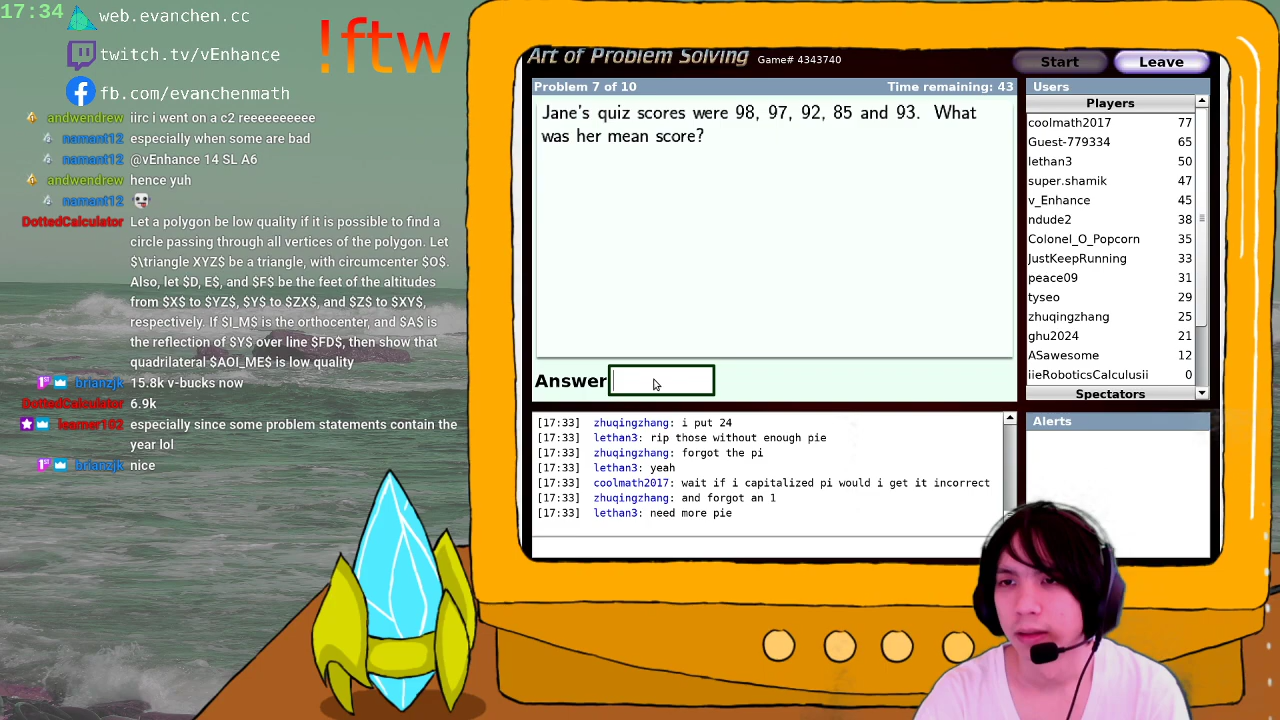 17:34
web.evanchen.cc
twitch.tv/vEnhance
fb.com/evanchenmath
!ftw
andwendrew iirc i went on a c2 reeeeeeeeee
namant12 especially when some are bad
namant12 @vEnhance 14 SL A6
andwendrew hence yuh
namant12
DottedCalculator Let a polygon be low quality if it is possible to find a
circle passing through all vertices of the polygon. Let
$\triangle XYZ$ be a triangle, with circumcenter $O$.
Also, let $D, E$, and $F$ be the feet of the altitudes
from $X$ to $YZ$, $Y$ to $ZX$, and $Z$ to $XY$,
respectively. If $I_M$ is the orthocenter, and $A$ is
the reflection of $Y$ over line $FD$, then show that
quadrilateral $AOI_ME$ is low quality
brianzjk 15.8k v-bucks now
DottedCalculator 6.9k
learner102 especially since some problem statements contain the
year lol
brianzjk nice
Art of Problem Solving Game# 4343740
Start
Leave
Problem 7 of 10
Time remaining: 43
Jane's quiz scores were 98, 97, 92, 85 and 93. What
was her mean score?
Answer
[17:33] zhuqingzhang: i put 24
[17:33] lethan3: rip those without enough pie
[17:33] zhuqingzhang: forgot the pi
[17:33] lethan3: yeah
[17:33] coolmath2017: wait if i capitalized pi would i get it incorrect
[17:33] zhuqingzhang: and forgot an 1
[17:33] lethan3: need more pie
Users
Players
coolmath2017 77
Guest-779334 65
lethan3 50
super.shamik 47
v_Enhance 45
ndude2 38
Colonel_O_Popcorn 35
JustKeepRunning 33
peace09 31
tyseo 29
zhuqingzhang 25
ghu2024 21
ASawesome 12
iieRoboticsCalculusii 0
Spectators
Alerts